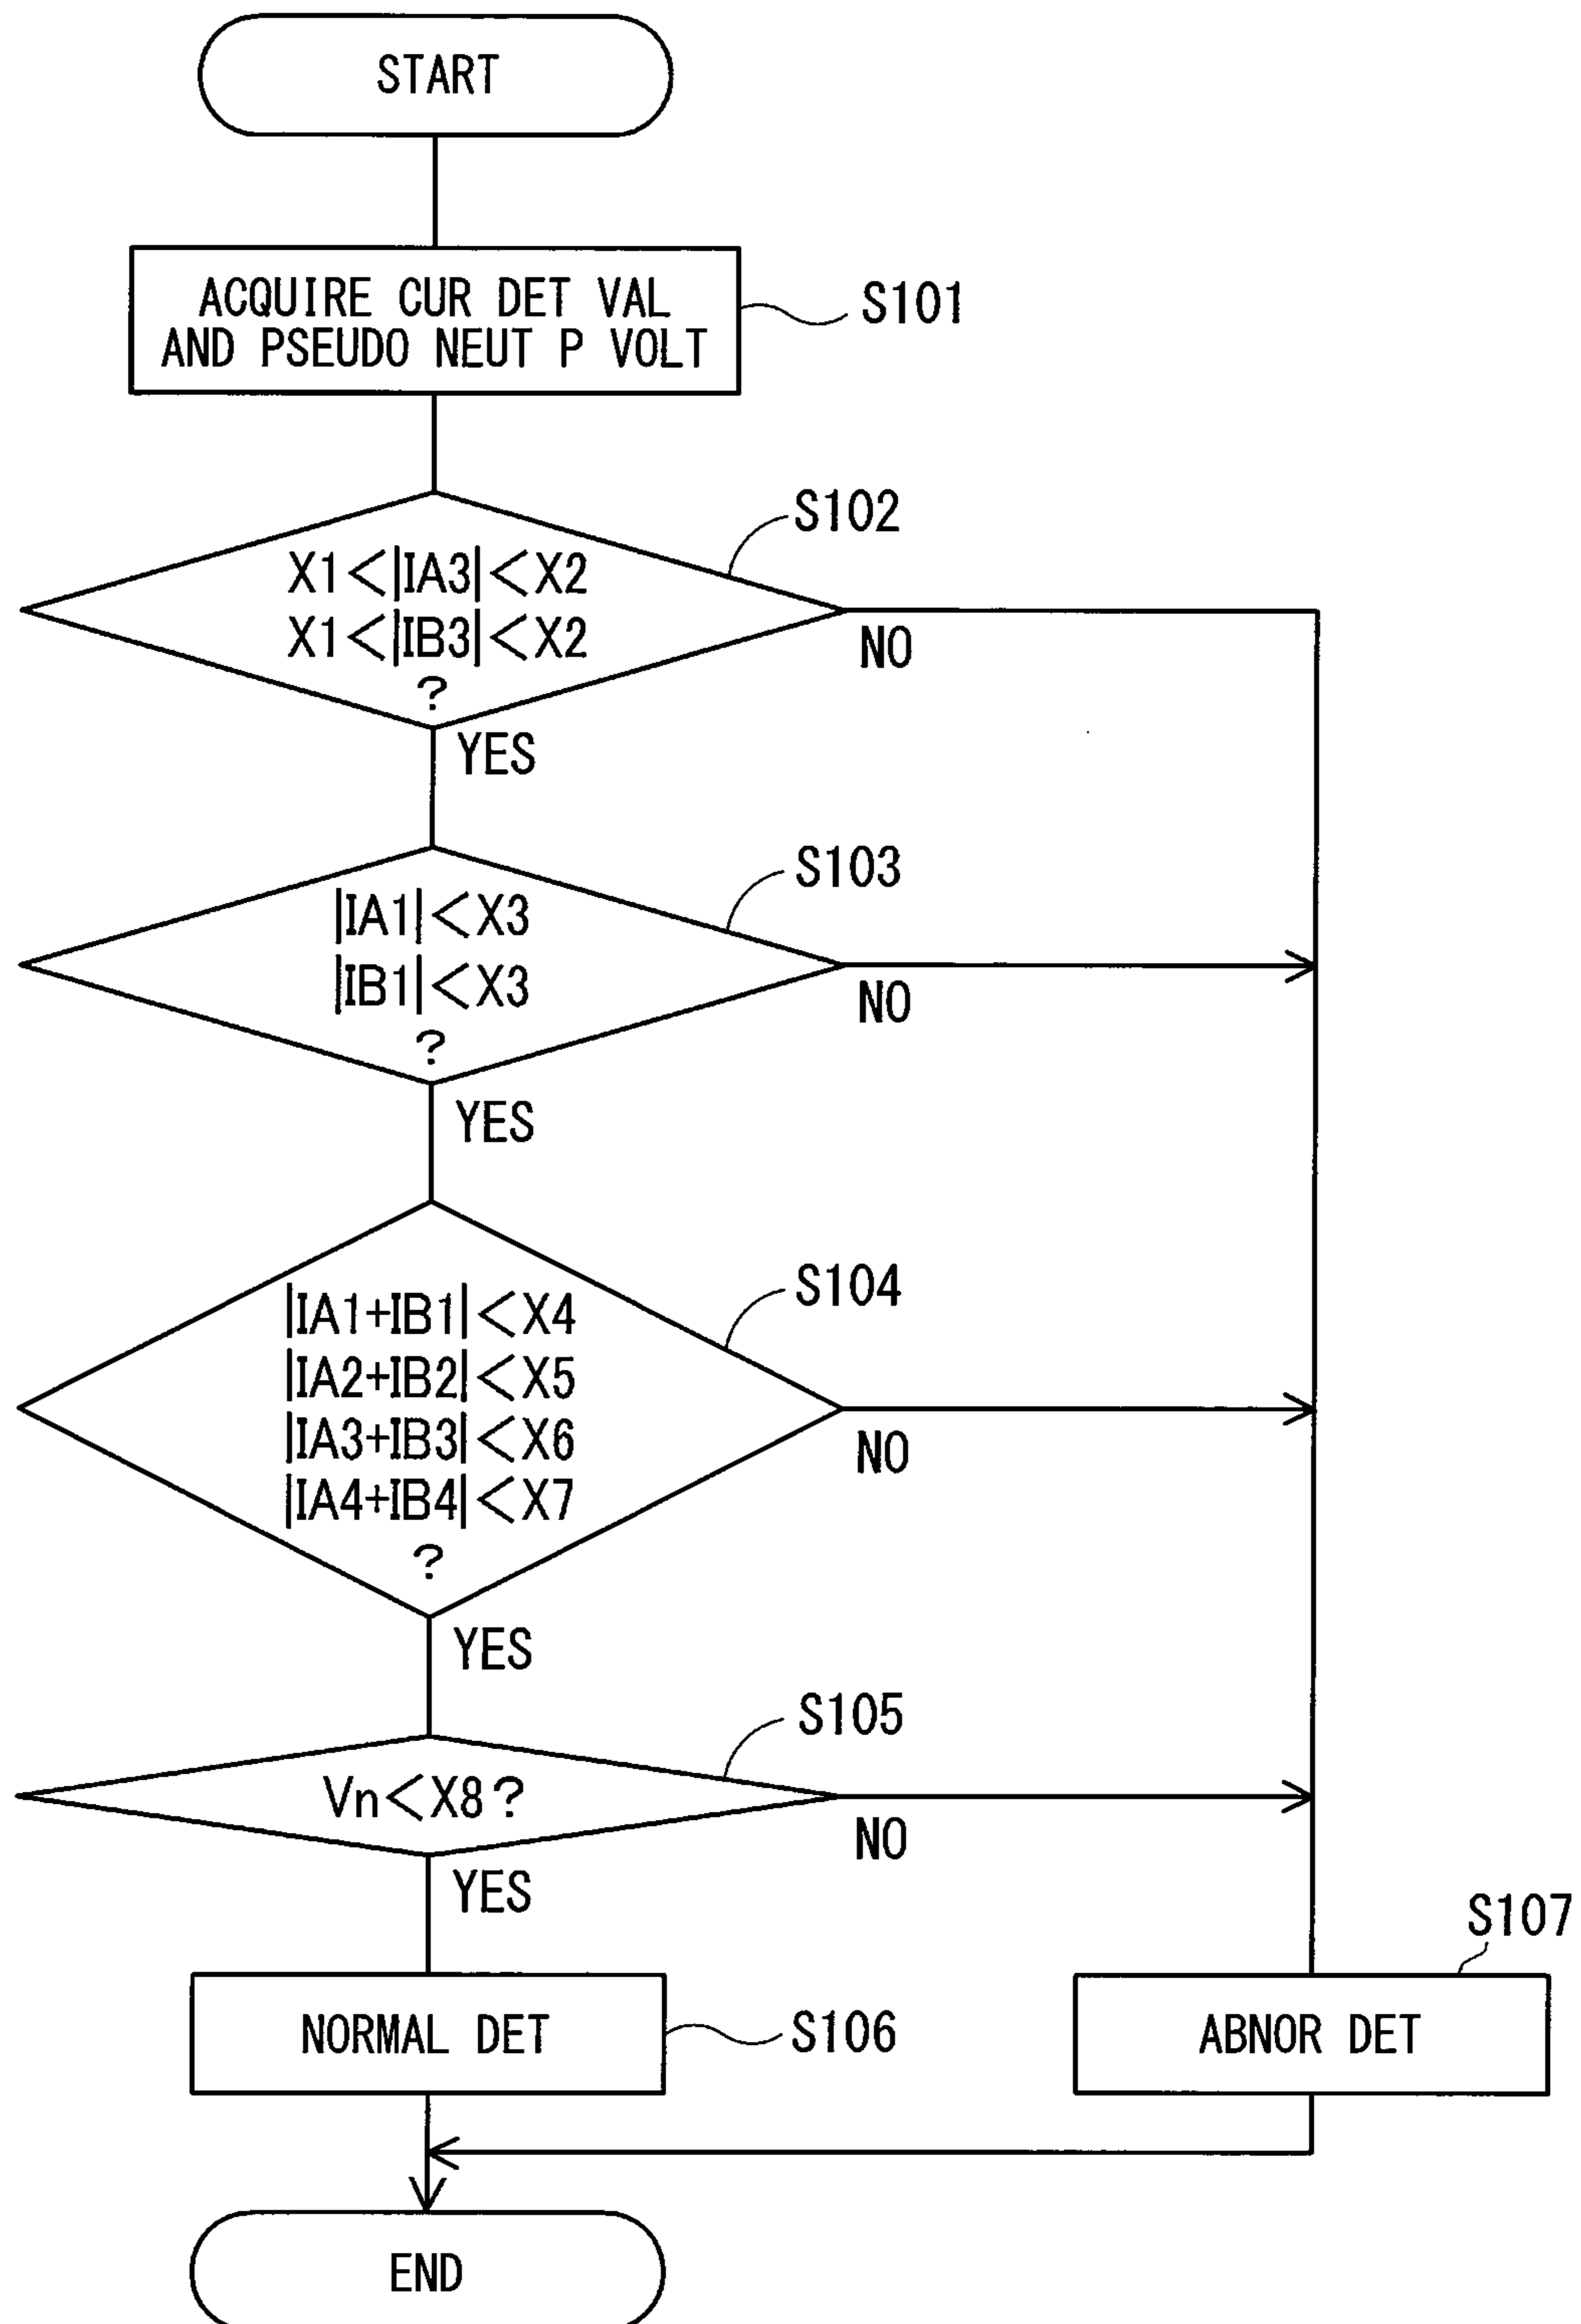 START
ACQUIRE CUR DET VAL
AND PSEUDO NEUT P VOLT
S101
S102
X1<|IA3|<X2
X1<|IB3|<X2
?
NO
YES
S103
|IA1|<X3
|IB1|<X3
?
NO
YES
S104
|IA1+IB1|<X4
|IA2+IB2|<X5
|IA3+IB3|<X6
|IA4+IB4|<X7
?
NO
YES
S105
Vn<X8?
NO
YES
S107
NORMAL DET
S106
ABNOR DET
END